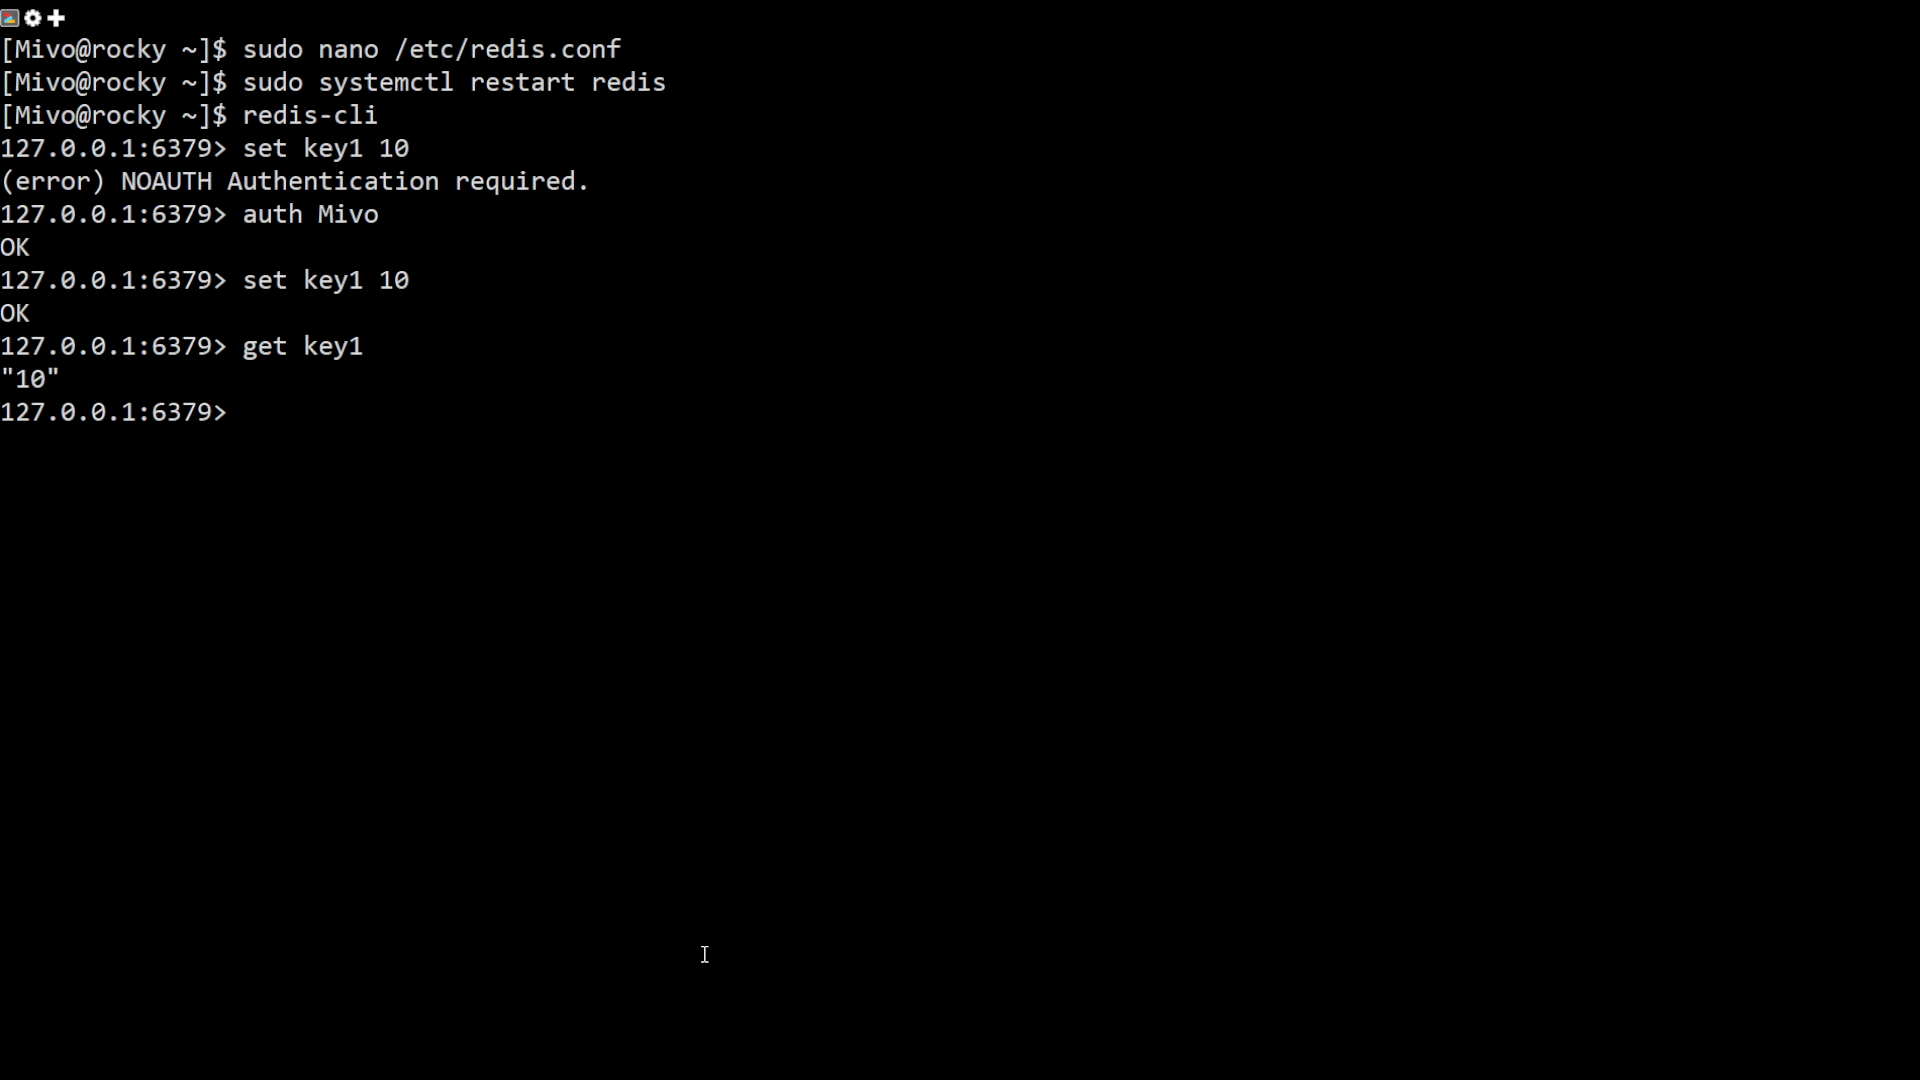 [Mivo@rocky ~]$ sudo nano /etc/redis.conf
[Mivo@rocky ~]$ sudo systemctl restart redis
[Mivo@rocky ~]$ redis-cli
127.0.0.1:6379> set key1 10
(error) NOAUTH Authentication required.
127.0.0.1:6379> auth Mivo
OK
127.0.0.1:6379> set key1 10
OK
127.0.0.1:6379> get key1
"10"
127.0.0.1:6379>